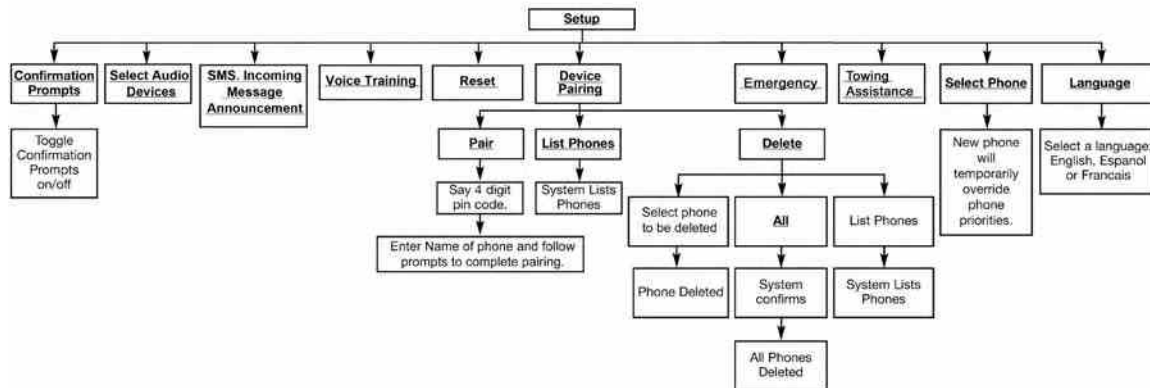 Setup
Confirmation
Prompts
Select Audio
Devices
SMS. Incoming
Message
Announcement
Voice Training
Reset
Device
Pairing
Emergency
Towing
Assistance
Select Phone
Language
Toggle
Confirmation
Prompts
on/off
Pair
List Phones
Delete
New phone
will
temporarily
override
phone
priorities.
Select a language:
English, Espanol
or Francais
Say 4 digit
pin code.
System Lists
Phones
Select phone
to be deleted
All
List Phones
Enter Name of phone and follow
prompts to complete pairing.
Phone Deleted
System
confirms
System Lists
Phones
All Phones
Deleted